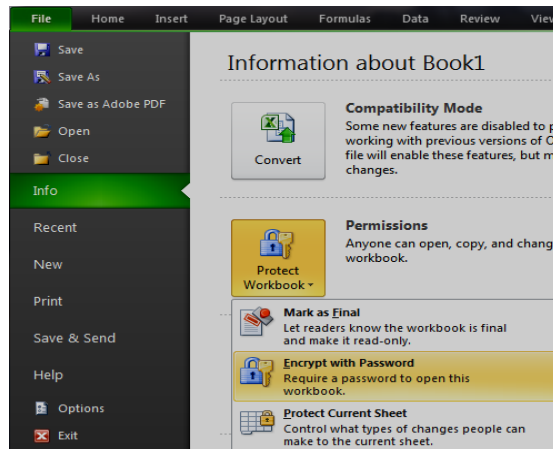 File Home Insert Page Layout Formulas Data Review View
Save
Save As
Save as Adobe PDF
Open
Close
Info
Recent
New
Print
Save & Send
Help
Options
Exit
Information about Book1
Convert
Compatibility Mode
Some new features are disabled to
working with previous versions of
file will enable these features, but
changes.
Protect
Workbook
Permissions
Anyone can open, copy, and
workbook.
Mark as Final
Let readers know the workbook is final
and make it read-only.
Encrypt with Password
Require a password to open this
workbook.
Protect Current Sheet
Control what types of changes people can
make to the current sheet.